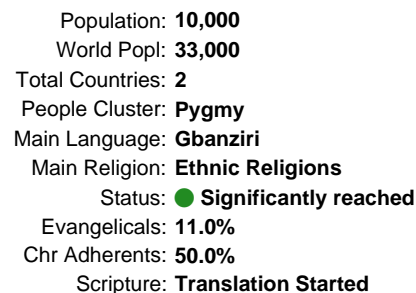 Population: 10,000
World Popl: 33,000
Total Countries: 2
People Cluster: Pygmy
Main Language: Gbanziri
Main Religion: Ethnic Religions
Status: Significantly reached
Evangelicals: 11.0%
Chr Adherents: 50.0%
Scripture: Translation Started